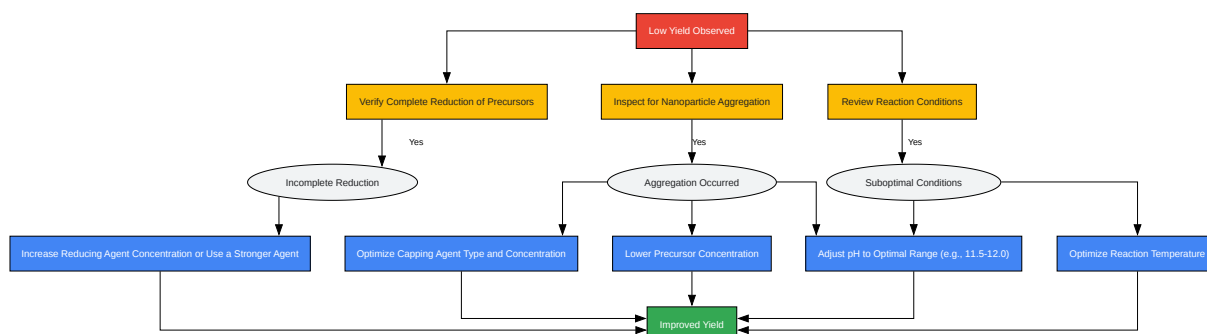 Low Yield Observed
Verify Complete Reduction of Precursors
Inspect for Nanoparticle Aggregation
Review Reaction Conditions
Yes
Yes
Yes
Incomplete Reduction
Aggregation Occurred
Suboptimal Conditions
Increase Reducing Agent Concentration or Use a Stronger Agent
Optimize Capping Agent Type and Concentration
Lower Precursor Concentration
Adjust pH to Optimal Range (e.g., 11.5-12.0)
Optimize Reaction Temperature
Improved Yield